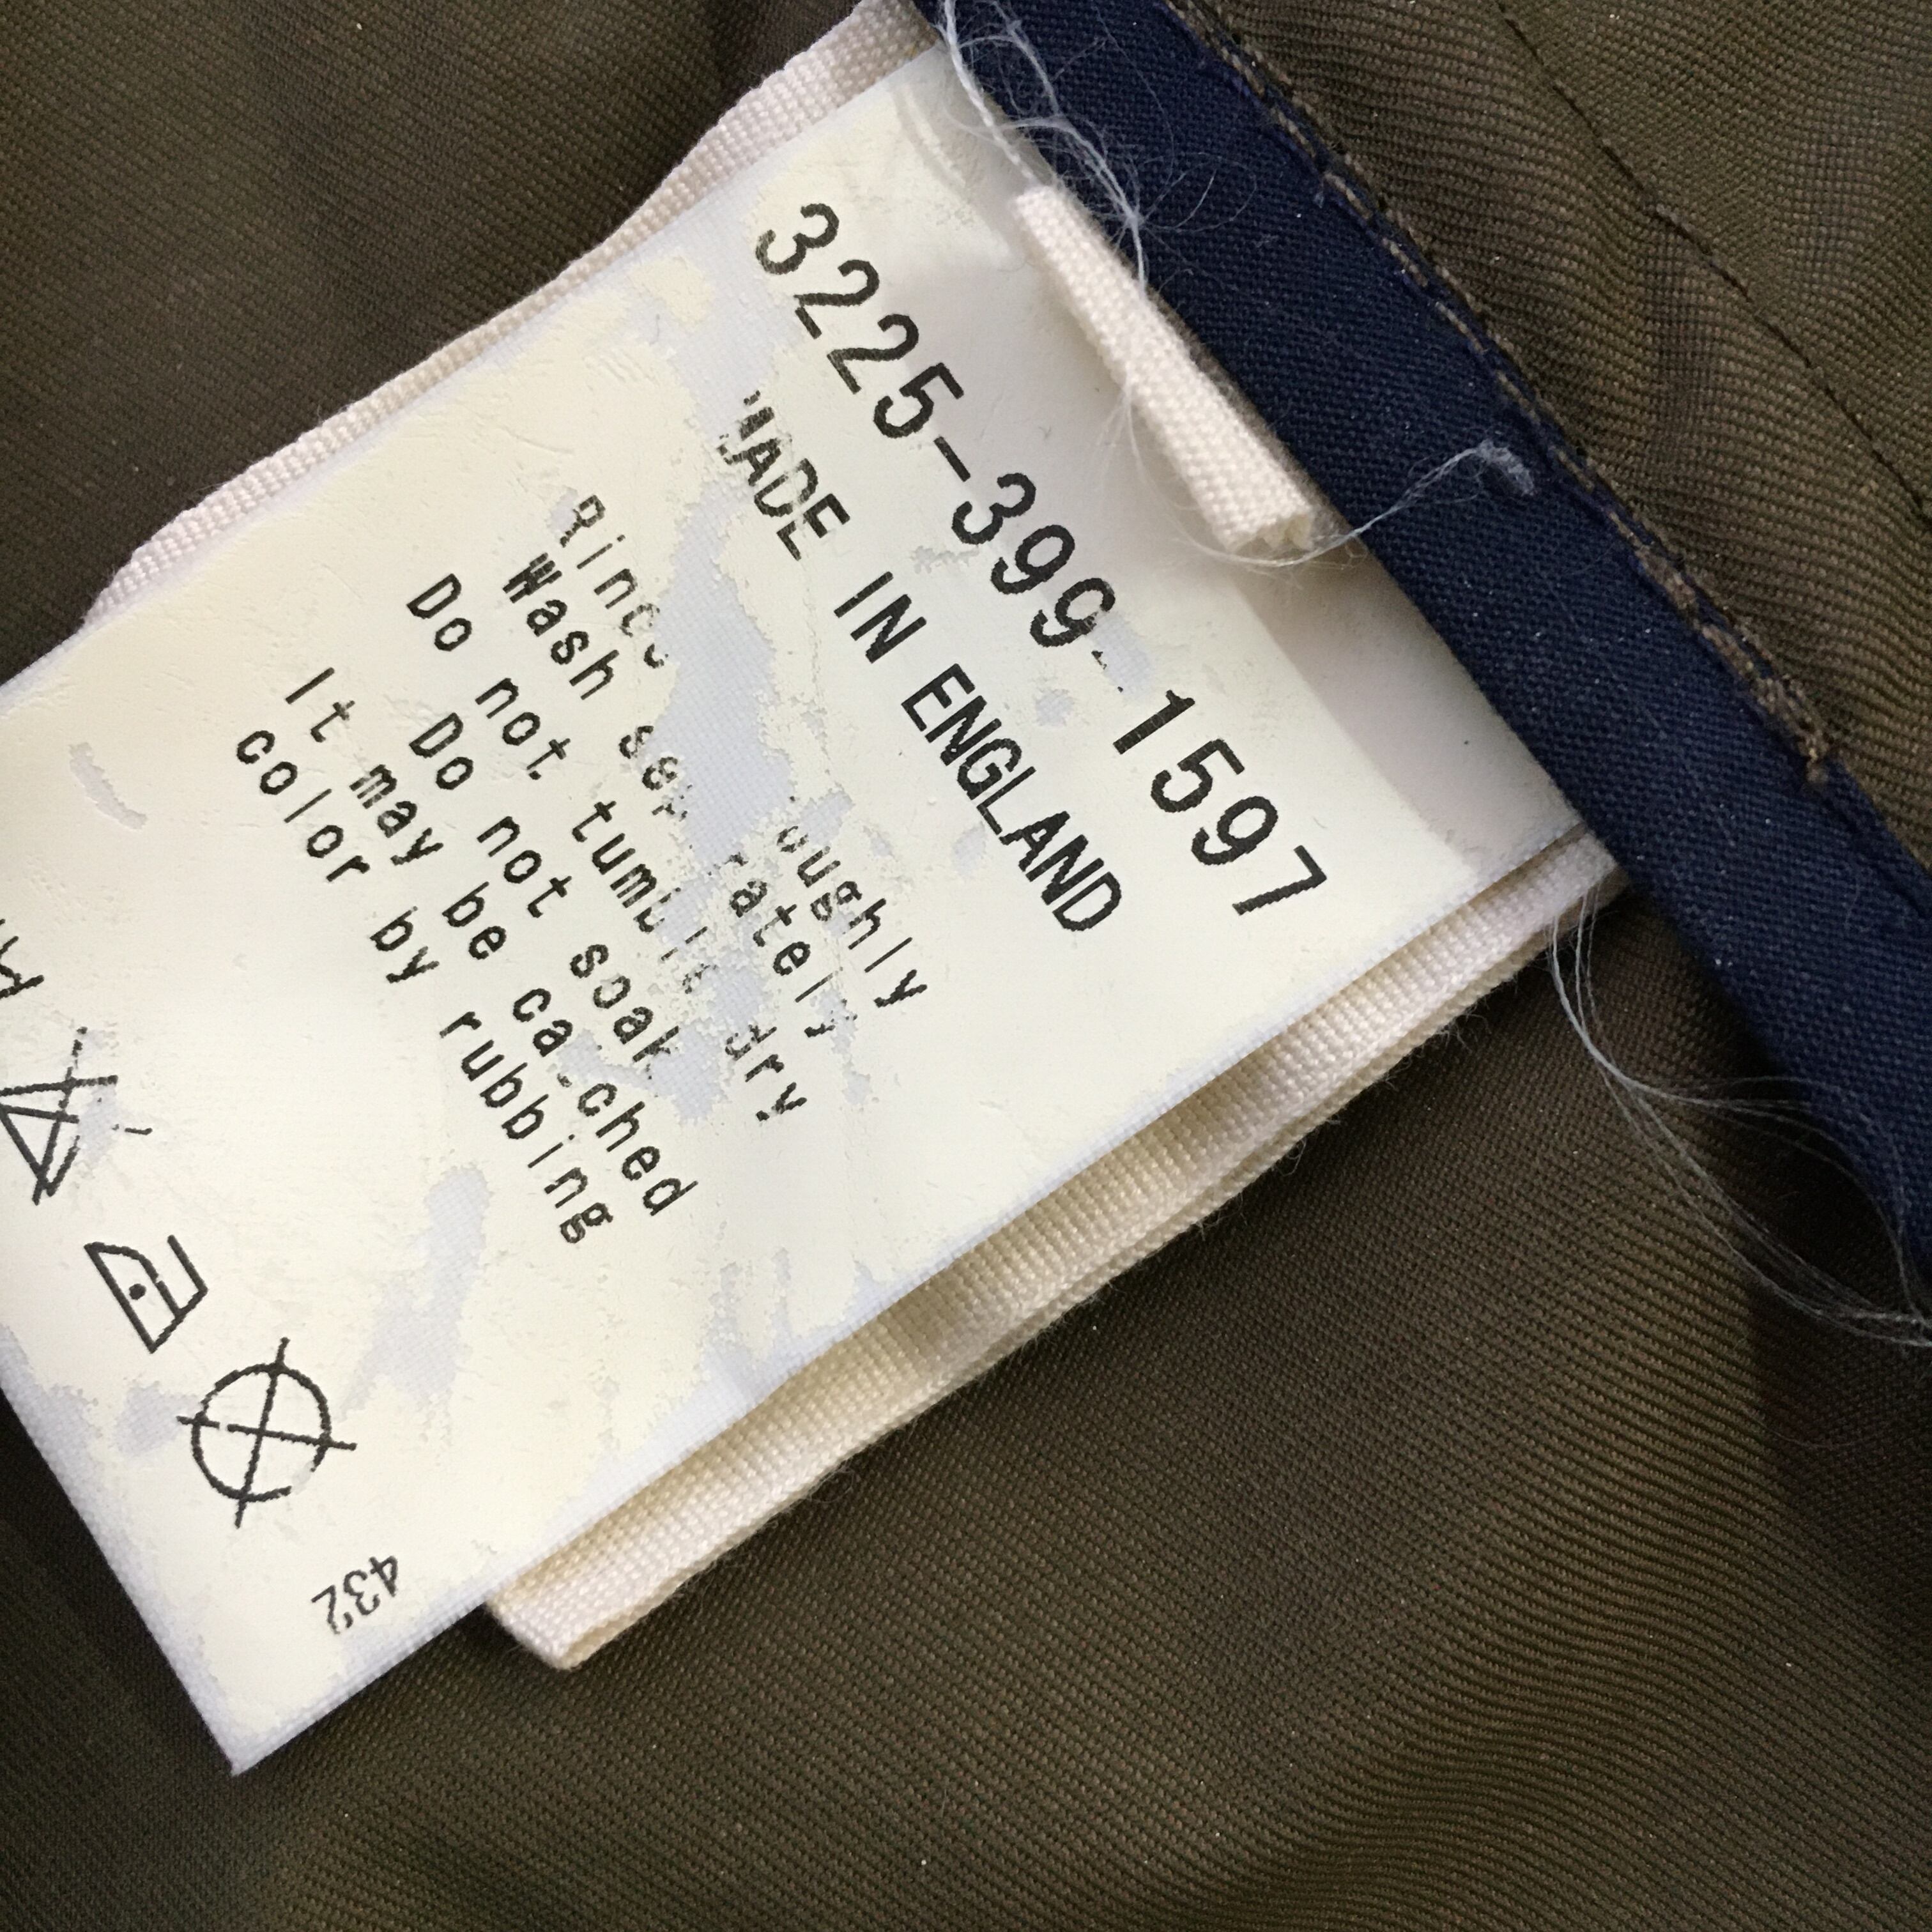 3225-399-1597
MADE IN ENGLAND
Wash separately
Do not tumble dry
Do not soak
It may be catched
color by rubbing
432